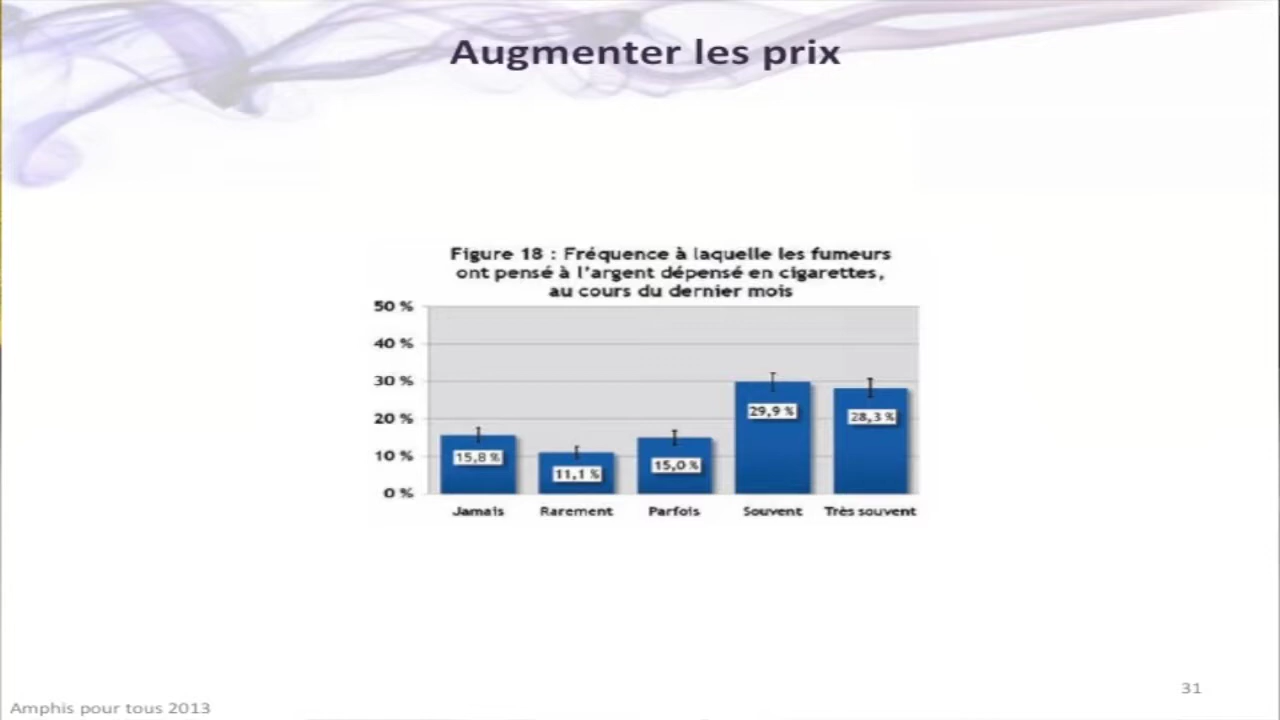 Augmenter les prix
Figure 18 : Fréquence à laquelle les fumeurs
ont pensé à l'argent dépensé en cigarettes,
au cours du dernier mois
50 %
40 %
30 %
20 %
10 %
0 %
15,8 %
11,1 %
15,0 %
29,9 %
28,3 %
Jamais Rarement Parfois Souvent Très souvent
31
Amphis pour tous 2013